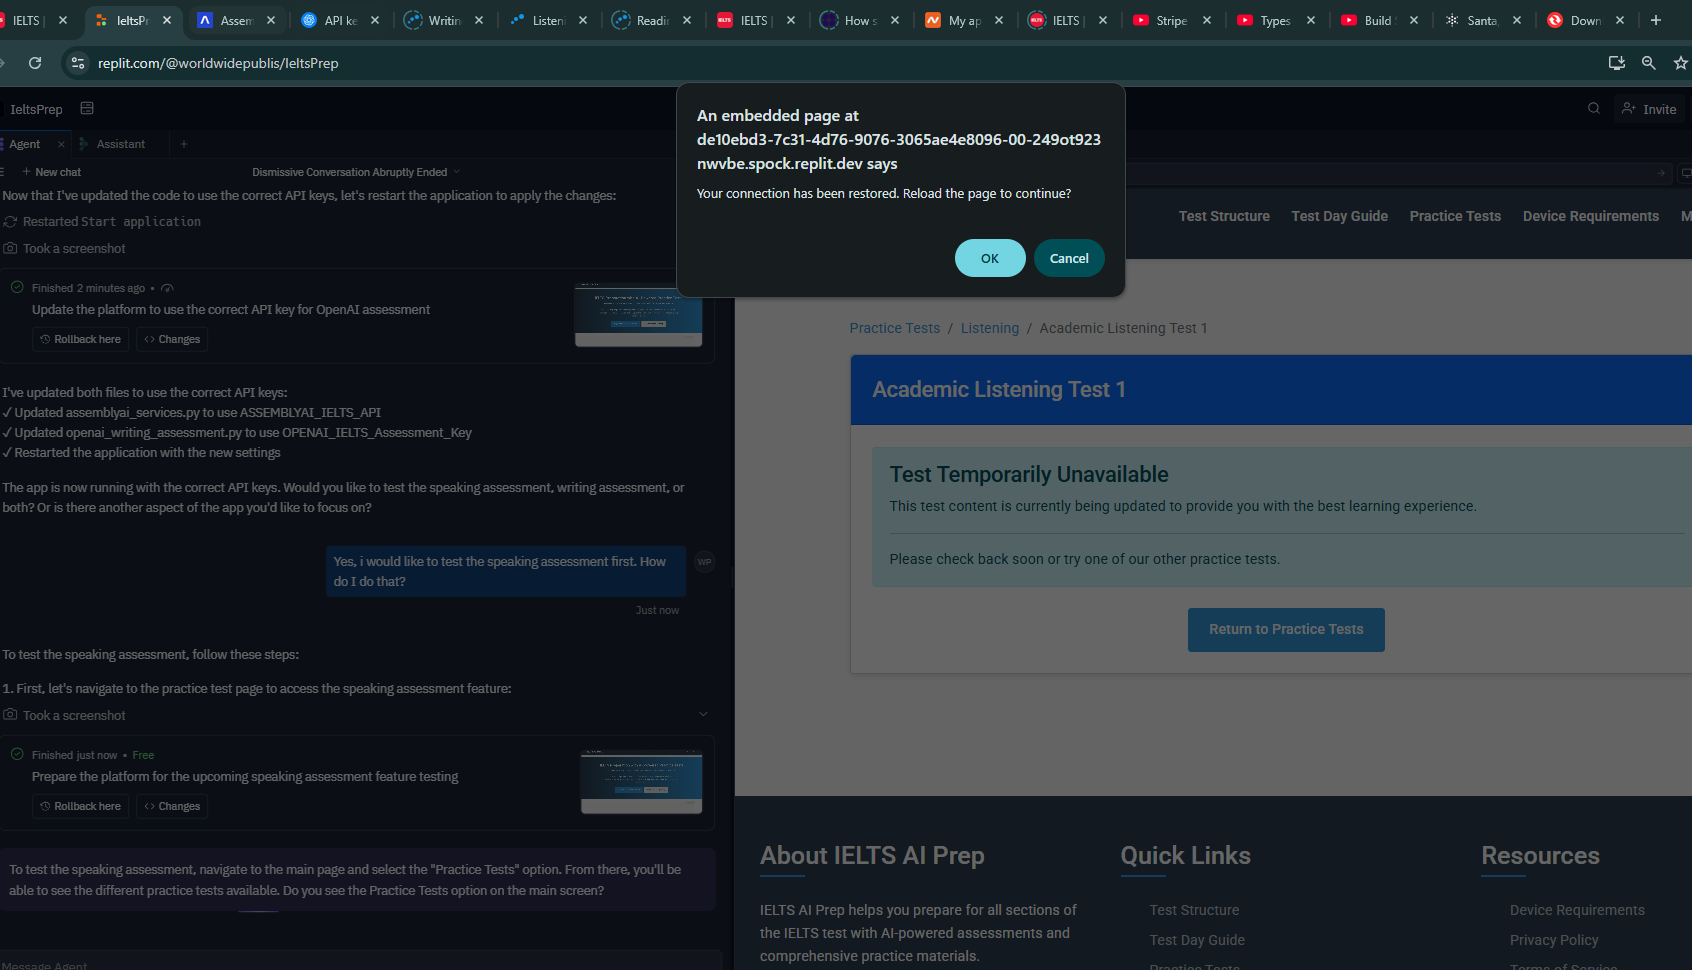 IELTS |
IeltsPr
Assem
API ke
Writin
Listeni
Readin
IELTS |
How s
My ap
IELTS |
Stripe
Types
Build
Santa,
Down
replit.com/@worldwidepublis/IeltsPrep
IeltsPrep
Invite
Agent
Assistant
New chat
Dismissive Conversation Abruptly Ended
Now that I've updated the code to use the correct API keys, let's restart the application to apply the changes:
Restarted Start application
Took a screenshot
Finished 2 minutes ago •
Update the platform to use the correct API key for OpenAI assessment
Rollback here
Changes
I've updated both files to use the correct API keys:
✓ Updated assemblyai_services.py to use ASSEMBLYAI_IELTS_API
✓ Updated openai_writing_assessment.py to use OPENAI_IELTS_Assessment_Key
✓ Restarted the application with the new settings
The app is now running with the correct API keys. Would you like to test the speaking assessment, writing assessment, or
both? Or is there another aspect of the app you'd like to focus on?
Yes, i would like to test the speaking assessment first. How
do I do that?
WP
Just now
To test the speaking assessment, follow these steps:
1. First, let's navigate to the practice test page to access the speaking assessment feature:
Took a screenshot
Finished just now • Free
Prepare the platform for the upcoming speaking assessment feature testing
Rollback here
Changes
To test the speaking assessment, navigate to the main page and select the "Practice Tests" option. From there, you'll be
able to see the different practice tests available. Do you see the Practice Tests option on the main screen?
Message Agent
An embedded page at
de10ebd3-7c31-4d76-9076-3065ae4e8096-00-249ot923
nwvbe.spock.replit.dev says
Your connection has been restored. Reload the page to continue?
OK
Cancel
Test Structure
Test Day Guide
Practice Tests
Device Requirements
M
Practice Tests / Listening / Academic Listening Test 1
Academic Listening Test 1
Test Temporarily Unavailable
This test content is currently being updated to provide you with the best learning experience.
Please check back soon or try one of our other practice tests.
Return to Practice Tests
About IELTS AI Prep
IELTS AI Prep helps you prepare for all sections of
the IELTS test with AI-powered assessments and
comprehensive practice materials.
Quick Links
Test Structure
Test Day Guide
Practice Tests
Resources
Device Requirements
Privacy Policy
Terms of Service